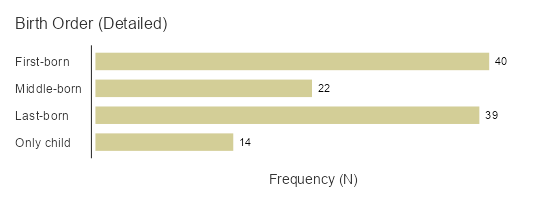 Birth Order (Detailed)
First-born 40
Middle-born 22
Last-born 39
Only child 14
Frequency (N)